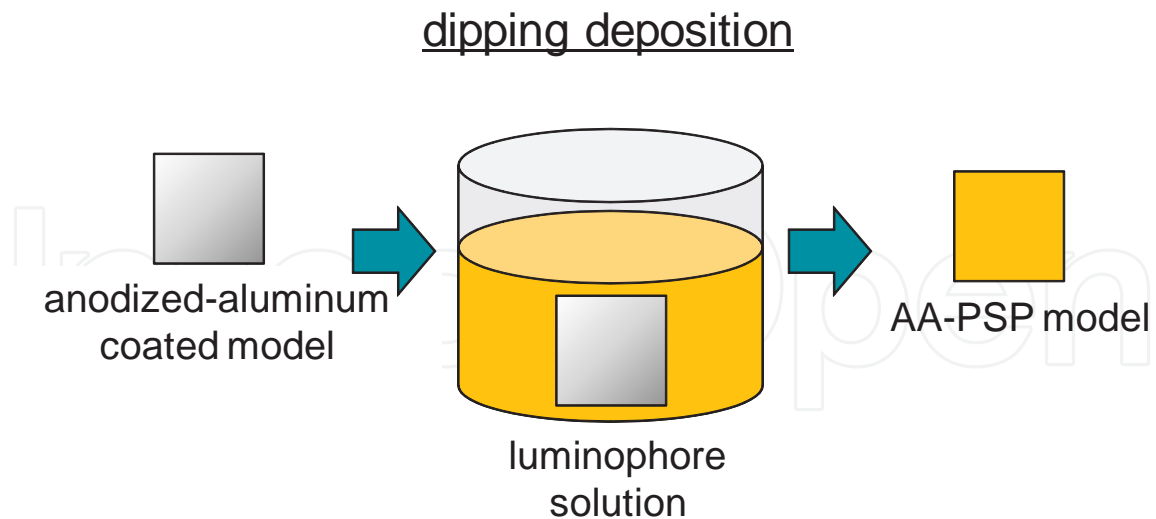 dipping deposition
anodized-aluminum
coated model
luminophore
solution
AA-PSP model